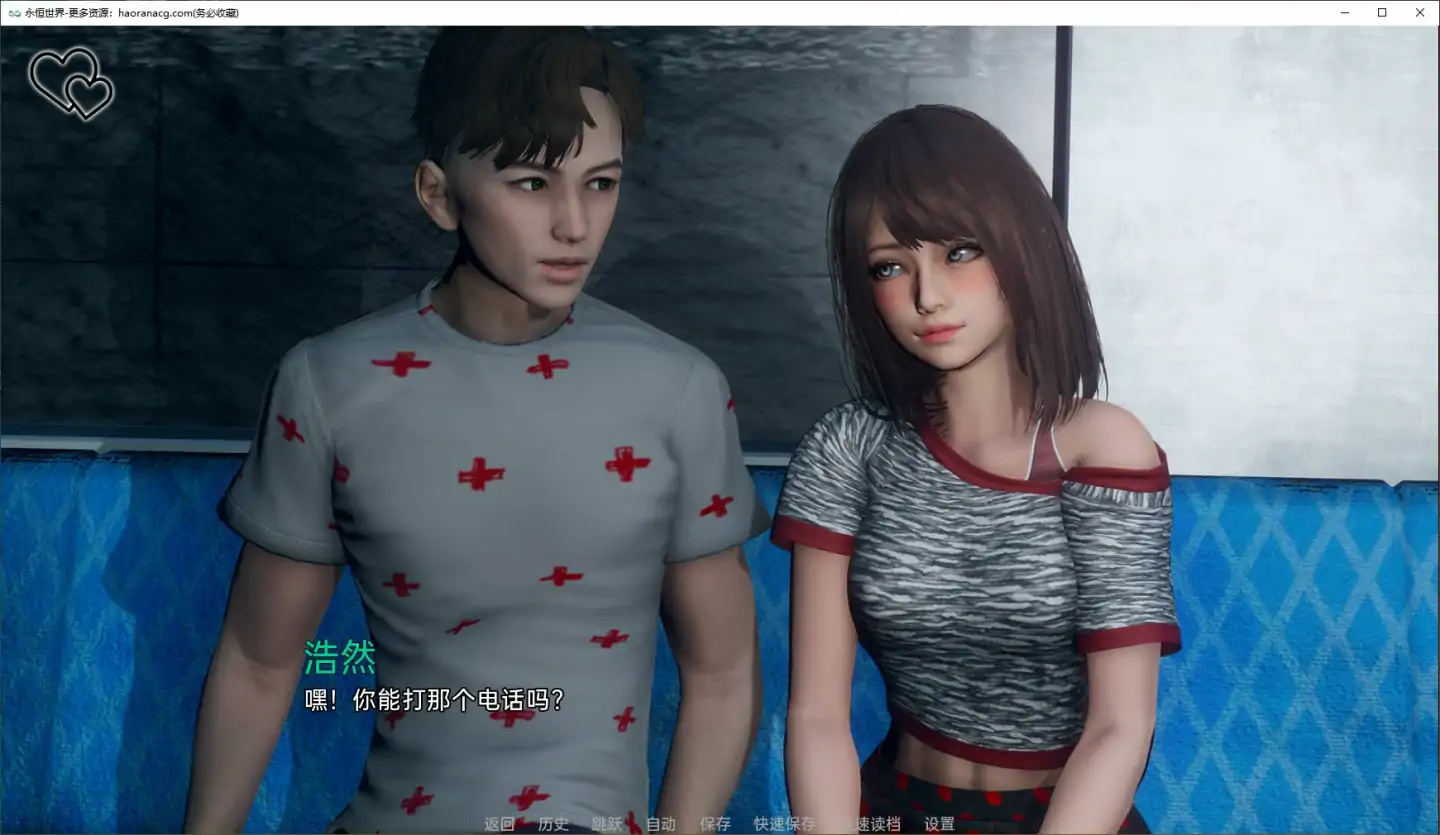 永恒世界-更多资源：haoranacg.com(务必收藏)
浩然
嘿！你能打那个电话吗？
返回 历史 跳跃 自动 保存 快速保存 速读档 设置